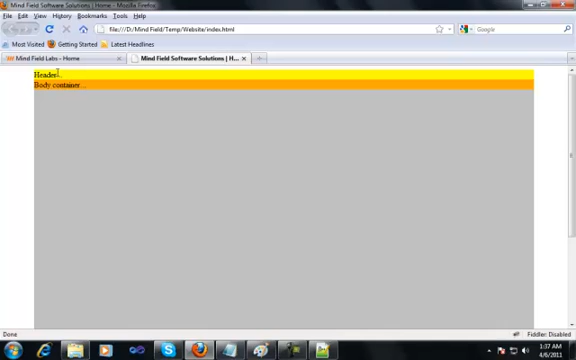 Mind Field Software Solutions | Home - Mozilla Firefox
File Edit View History Bookmarks Tools Help
file:///D:/Mind Field/Temp/Website/index.html
Google
Most Visited Getting Started Latest Headlines
Mind Field Labs - Home
Mind Field Software Solutions | H...
Header
Body container...
Done
Fiddler: Disabled
1:37 AM
4/6/2011